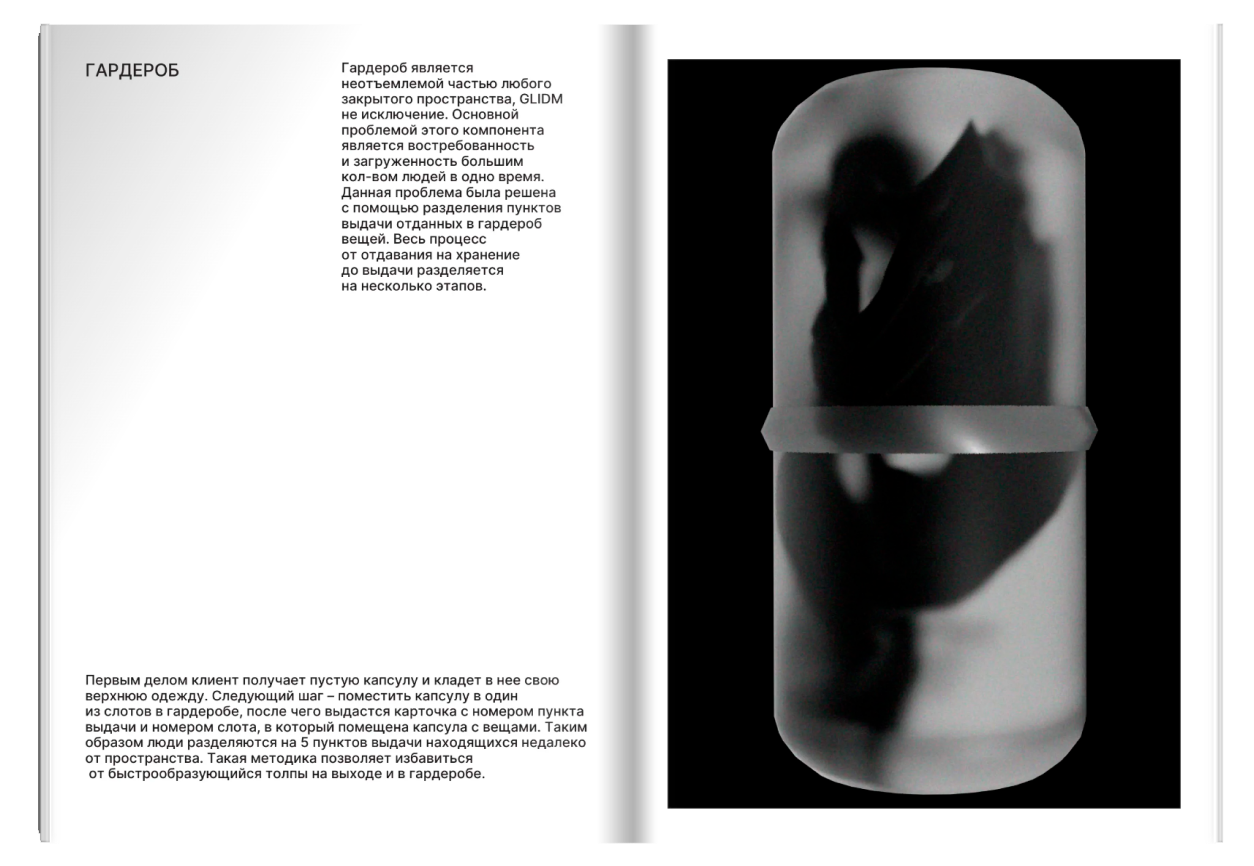 ГАРДЕРОБ
Гардероб является
неотъемлемой частью любого
закрытого пространства, GLIDM
не исключение. Основной
проблемой этого компонента
является востребованность
и загруженность большим
кол-вом людей в одно время.
Данная проблема была решена
с помощью разделения пунктов
выдачи отданных в гардероб
вещей. Весь процесс
от отдавания на хранение
до выдачи разделяется
на несколько этапов.
Первым делом клиент получает пустую капсулу и кладет в нее свою
верхнюю одежду. Следующий шаг – поместить капсулу в один
из слотов в гардеробе, после чего выдастся карточка с номером пункта
выдачи и номером слота, в который помещена капсула с вещами. Таким
образом люди разделяются на 5 пунктов выдачи находящихся недалеко
от пространства. Такая методика позволяет избавиться
от быстрообразующийся толпы на выходе и в гардеробе.